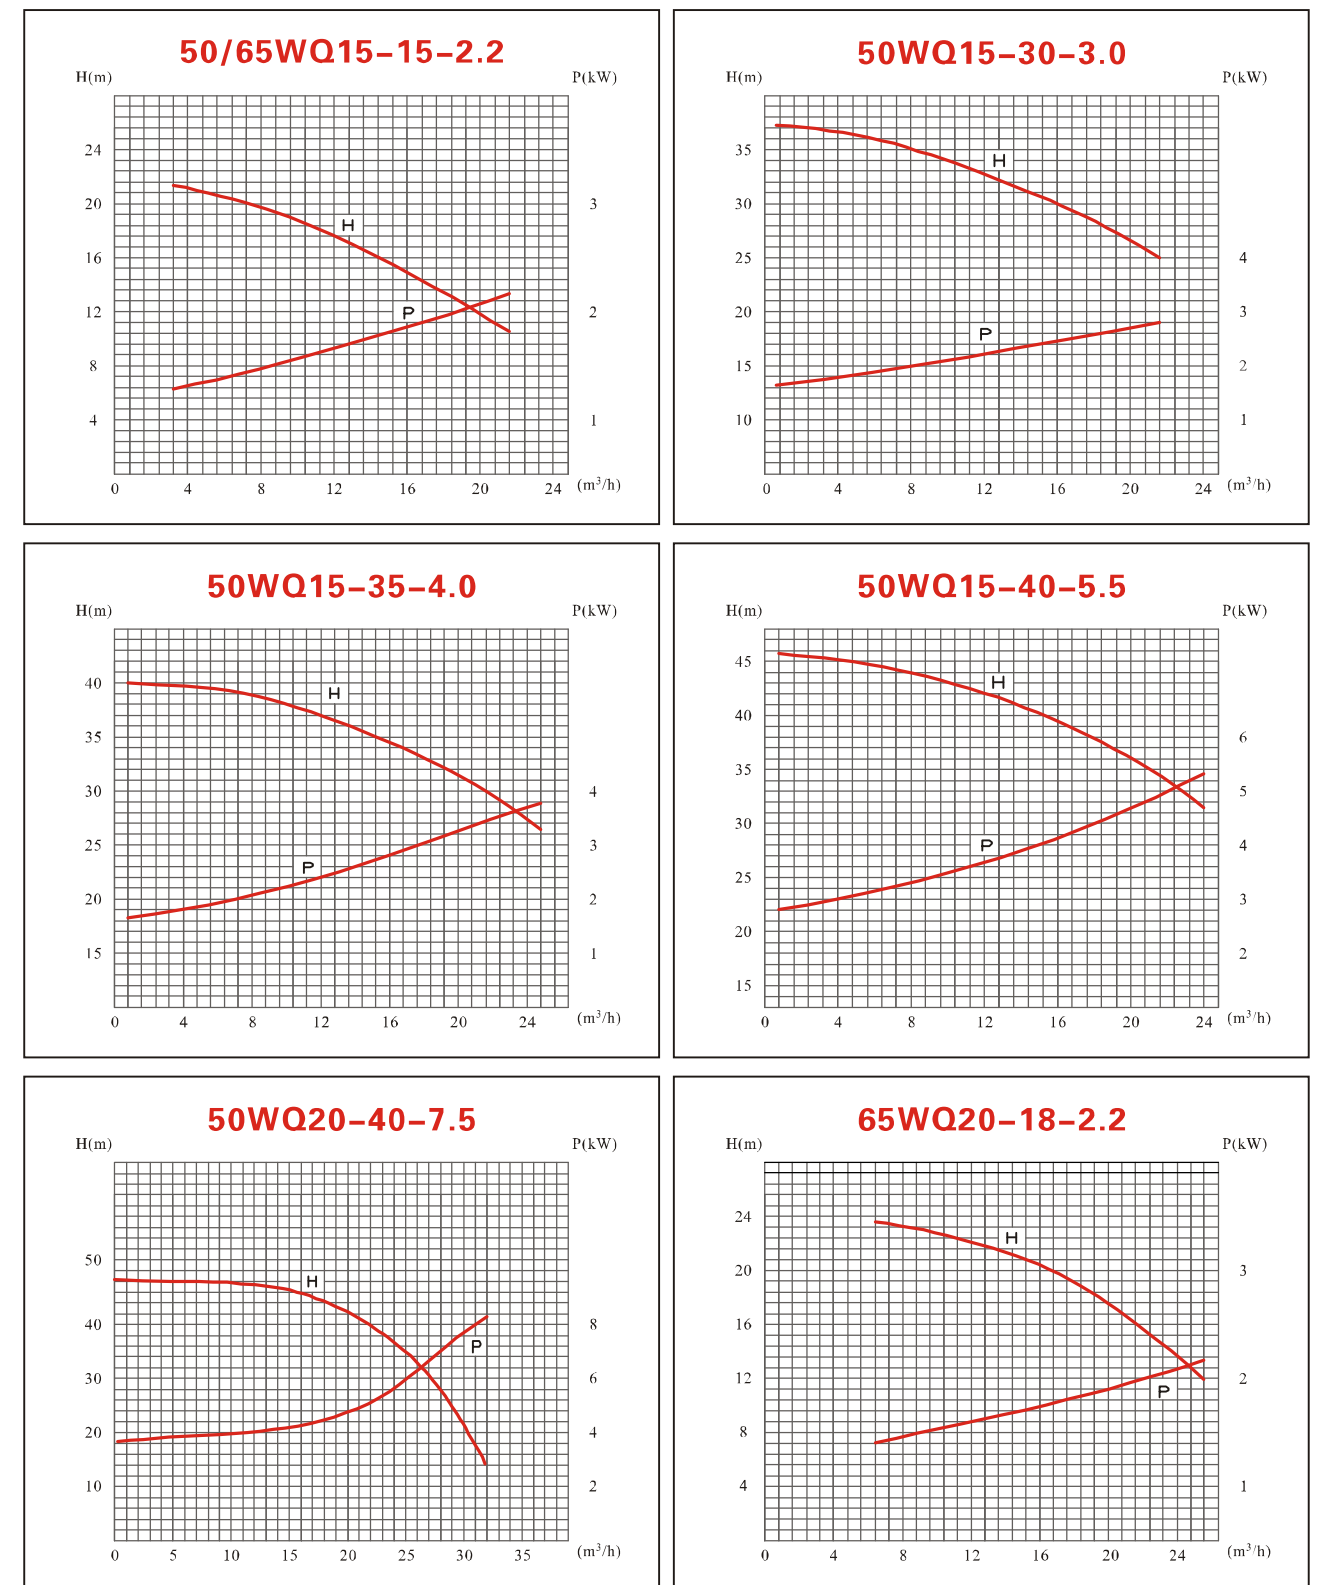 50/65WQ15-15-2.2
H(m) P(kW)
24
20 3
16
12 2
8
4 1
H
P
0 4 8 12 16 20 24 (m³/h)
50WQ15-30-3.0
H(m) P(kW)
35
30
25 4
20 3
15 2
10 1
H
P
0 4 8 12 16 20 24 (m³/h)
50WQ15-35-4.0
H(m) P(kW)
40
35
30 4
25 3
20 2
15 1
H
P
0 4 8 12 16 20 24 (m³/h)
50WQ15-40-5.5
H(m) P(kW)
45
40
6
35
5
30
4
25
3
20
2
15
H
P
0 4 8 12 16 20 24 (m³/h)
50WQ20-40-7.5
H(m) P(kW)
50
40 8
30 6
20 4
10 2
H
P
0 5 10 15 20 25 30 35 (m³/h)
65WQ20-18-2.2
H(m) P(kW)
24
20 3
16
12 2
8
4 1
H
P
0 4 8 12 16 20 24 (m³/h)